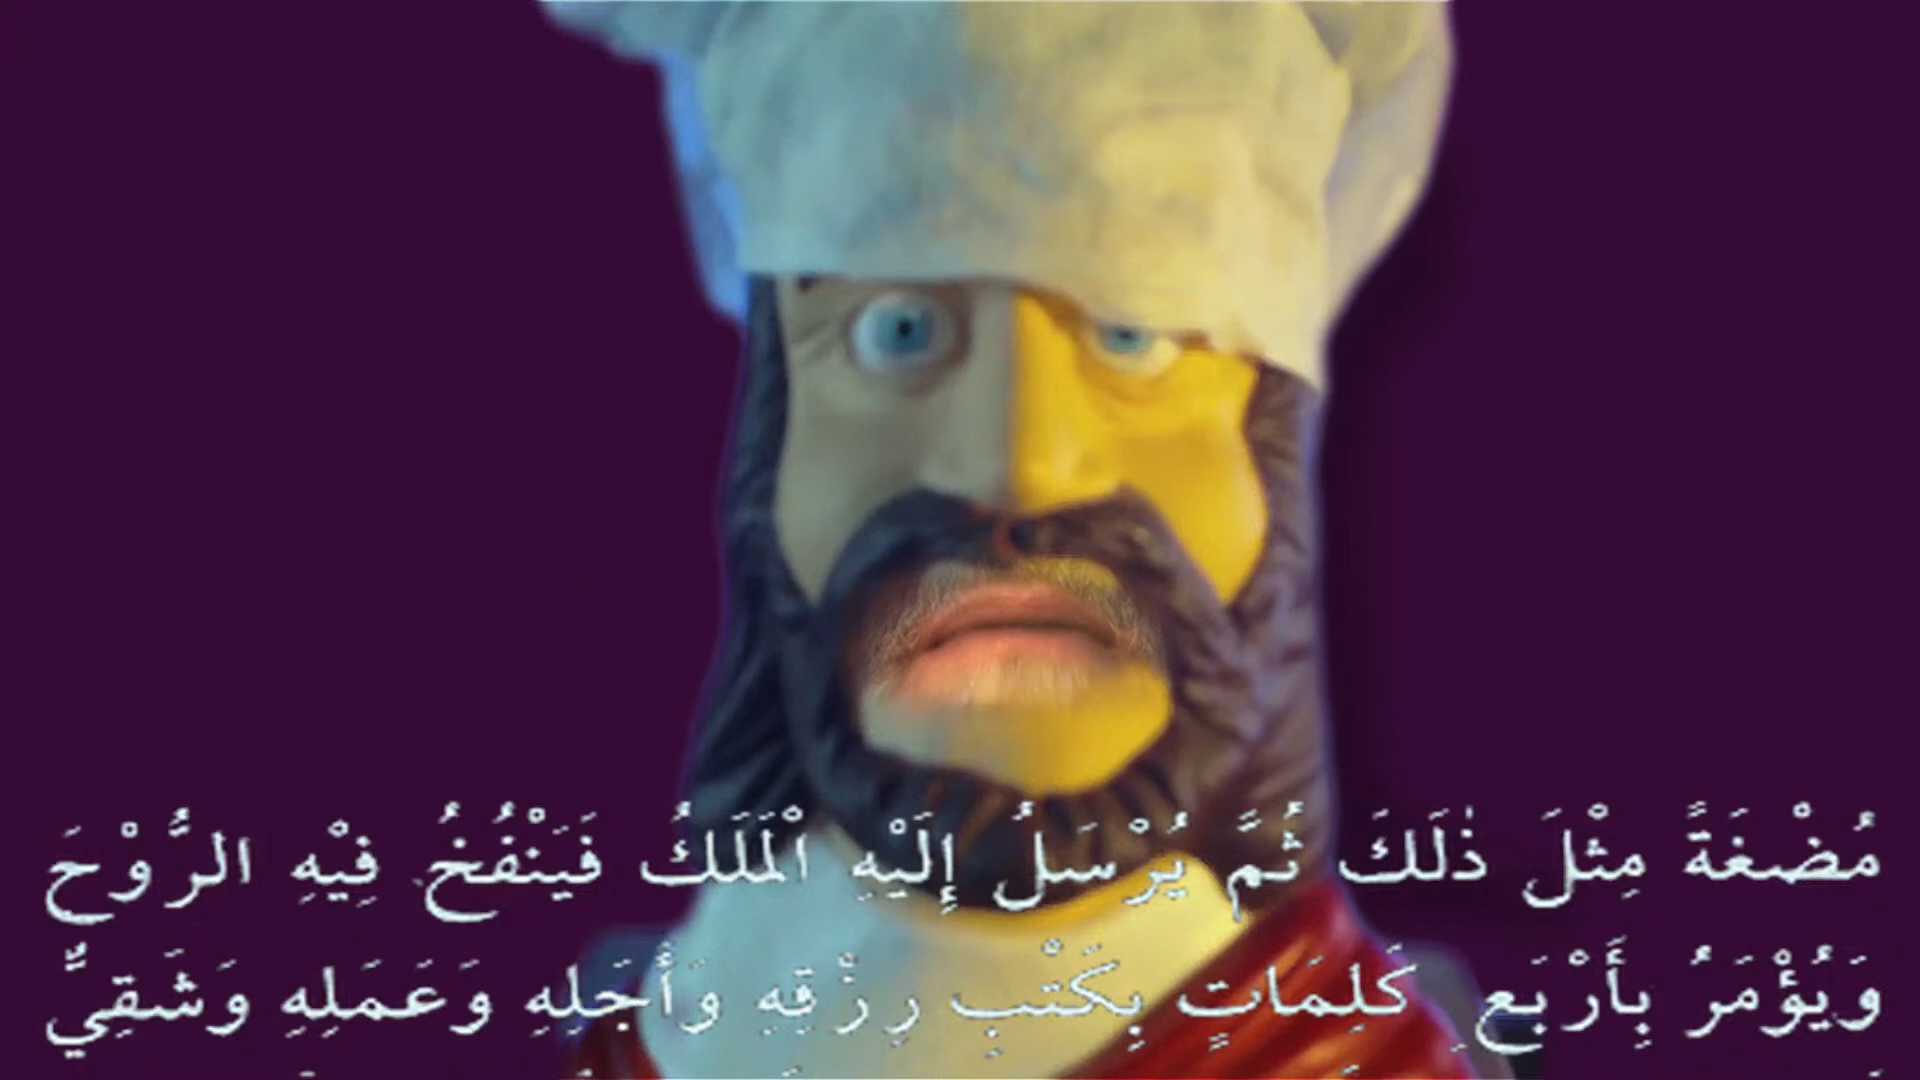 مُضْغَةً مِثْلَ ذٰلَكَ ثُمَّ يُرْسَلُ إِلَيْهِ الْمَلَكُ فَيَنْفُخُ فِيْهِ الرُّوْحَ
وَيُؤْمَرُ بِأَرْبَعِ كَلِمَاتٍ بِكَتْبِ رِزْقِهِ وَأَجَلِهِ وَعَمَلِهِ وَشَقِيٌّ